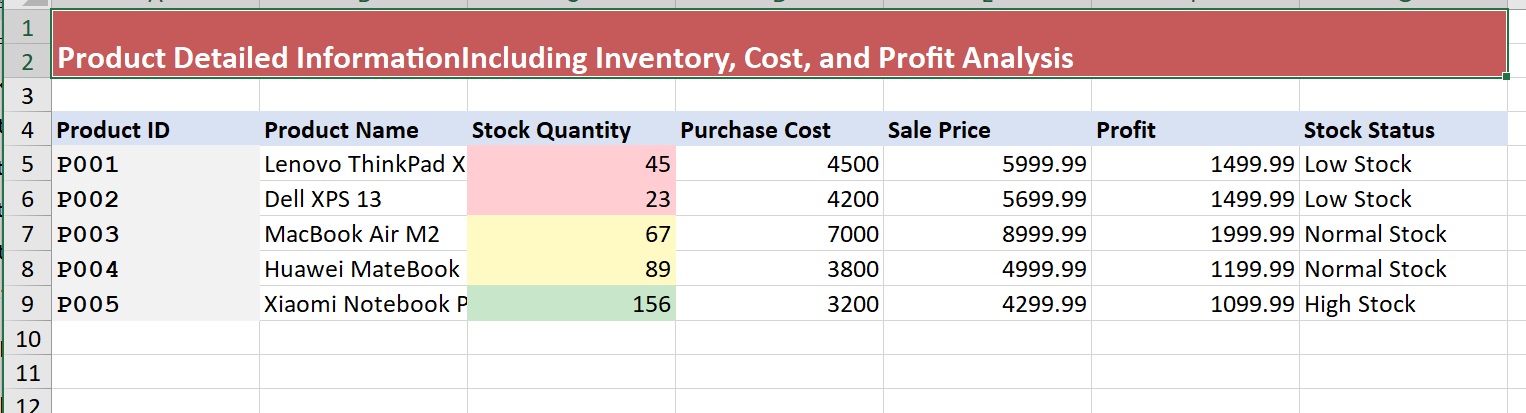 1
2 Product Detailed InformationIncluding Inventory, Cost, and Profit Analysis
3
4 Product ID Product Name Stock Quantity Purchase Cost Sale Price Profit Stock Status
5 P001 Lenovo ThinkPad X 45 4500 5999.99 1499.99 Low Stock
6 P002 Dell XPS 13 23 4200 5699.99 1499.99 Low Stock
7 P003 MacBook Air M2 67 7000 8999.99 1999.99 Normal Stock
8 P004 Huawei MateBook 89 3800 4999.99 1199.99 Normal Stock
9 P005 Xiaomi Notebook P 156 3200 4299.99 1099.99 High Stock
10
11
12